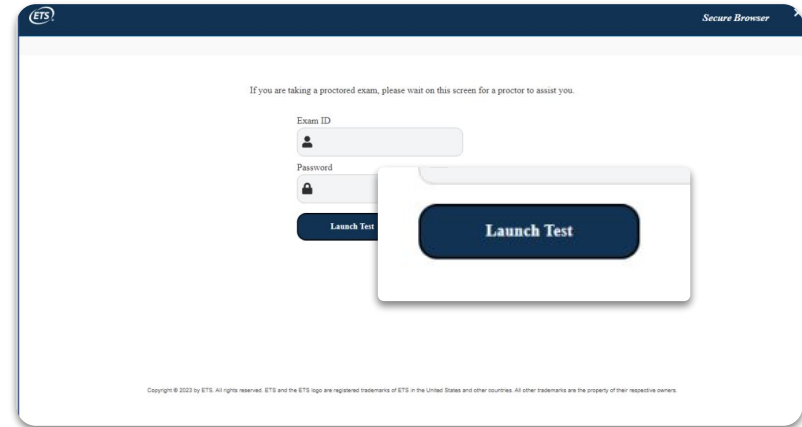 ETS
Secure Browser
If you are taking a proctored exam, please wait on this screen for a proctor to assist you.
Exam ID
Password
Launch Test
Launch Test
Copyright © 2023 by ETS. All rights reserved. ETS and the ETS logo are registered trademarks of ETS in the United States and other countries. All other trademarks are the property of their respective owners.